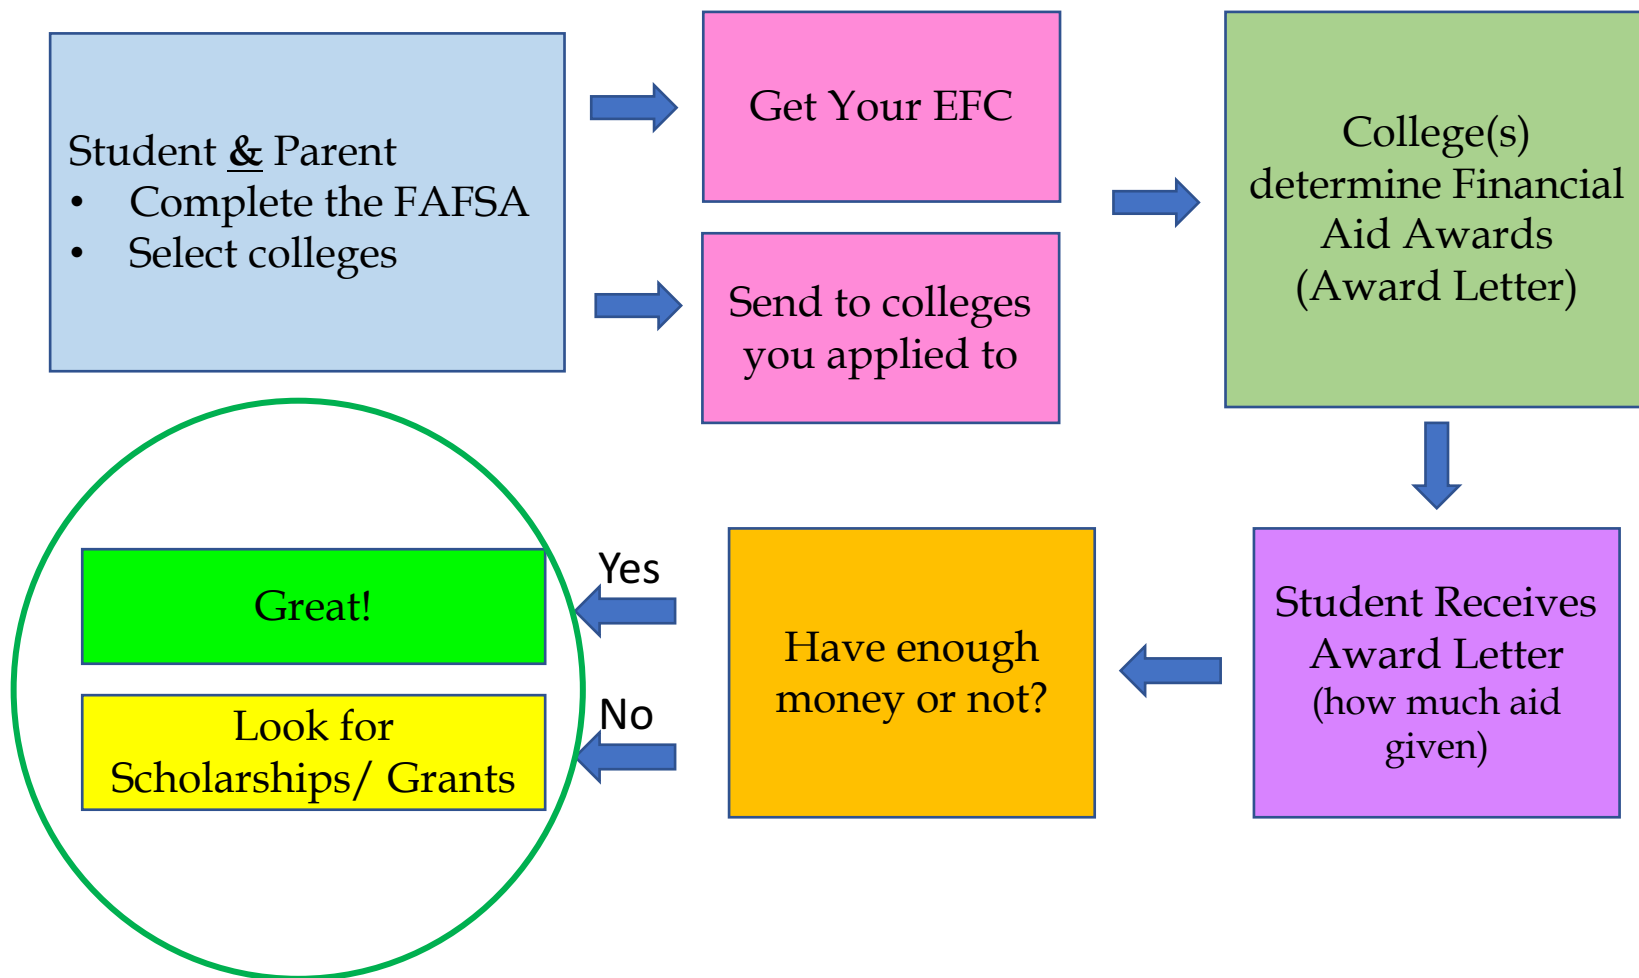 Student & Parent
• Complete the FAFSA
• Select colleges
Get Your EFC
Send to colleges
you applied to
College(s)
determine Financial
Aid Awards
(Award Letter)
Student Receives
Award Letter
(how much aid
given)
Have enough
money or not?
Yes
Great!
No
Look for
Scholarships/ Grants